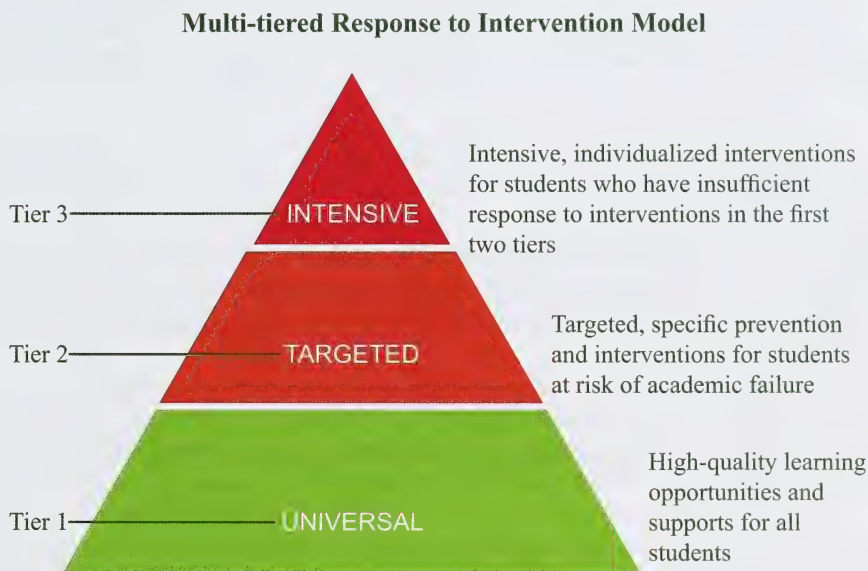 Multi-tiered Response to Intervention Model
Intensive, individualized interventions
for students who have insufficient
response to interventions in the first
two tiers
Tier 3
INTENSIVE
Targeted, specific prevention
and interventions for students
at risk of academic failure
Tier 2
TARGETED
High-quality learning
opportunities and
supports for all
students
Tier 1
UNIVERSAL